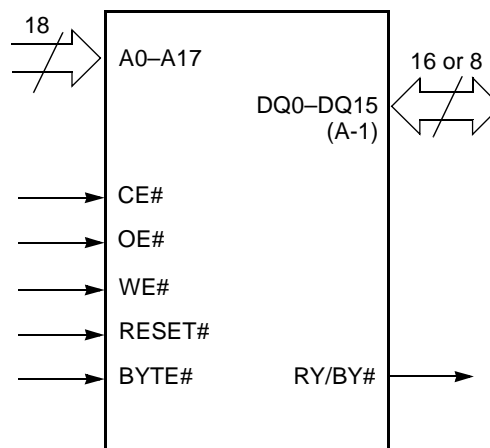 18
A0–A17
16 or 8
DQ0–DQ15
(A-1)
CE#
OE#
WE#
RESET#
BYTE#
RY/BY#